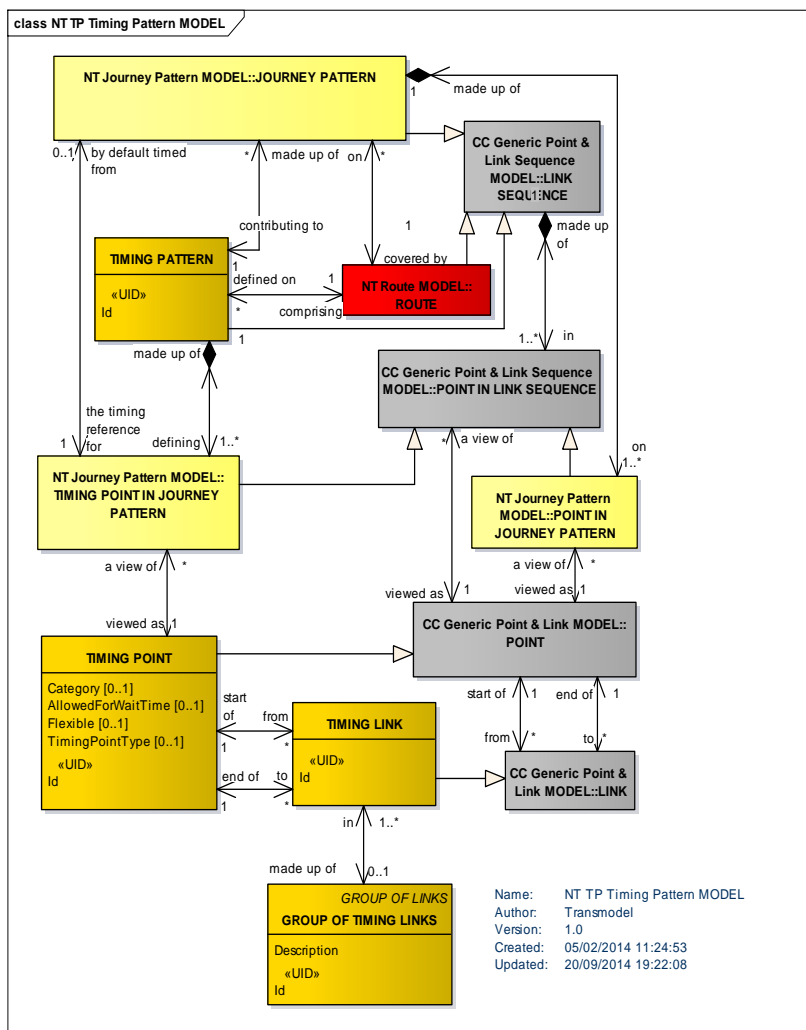 class NT TP Timing Pattern MODEL
NT Journey Pattern MODEL::JOURNEY PATTERN
1
made up of
0..1
by default timed
from
*
made up of
on
*
CC Generic Point &
Link Sequence
MODEL::LINK
SEQUENCE
1
made up
of
contributing to
1
1
covered by
TIMING PATTERN
«UID»
Id
defined on
1
*
comprising
1
NT Route MODEL::
ROUTE
made up of
1..*
in
CC Generic Point & Link Sequence
MODEL::POINT IN LINK SEQUENCE
the timing
reference
for
1
defining
1..*
*
a view of
on
1..*
NT Journey Pattern MODEL::
TIMING POINT IN JOURNEY
PATTERN
NT Journey Pattern
MODEL::POINT IN
JOURNEY PATTERN
a view of
*
a view of
*
viewed as
1
viewed as
1
viewed as
1
CC Generic Point & Link MODEL::
POINT
TIMING POINT
Category [0..1]
AllowedForWaitTime [0..1]
Flexible [0..1]
TimingPointType [0..1]
«UID»
Id
start
of
from
1
*
end of
to
1
*
TIMING LINK
«UID»
Id
start of
1
end of
1
from
*
to
*
CC Generic Point &
Link MODEL::LINK
in
1..*
made up of
0..1
GROUP OF LINKS
GROUP OF TIMING LINKS
Description
«UID»
Id
Name: NT TP Timing Pattern MODEL
Author: Transmodel
Version: 1.0
Created: 05/02/2014 11:24:53
Updated: 20/09/2014 19:22:08